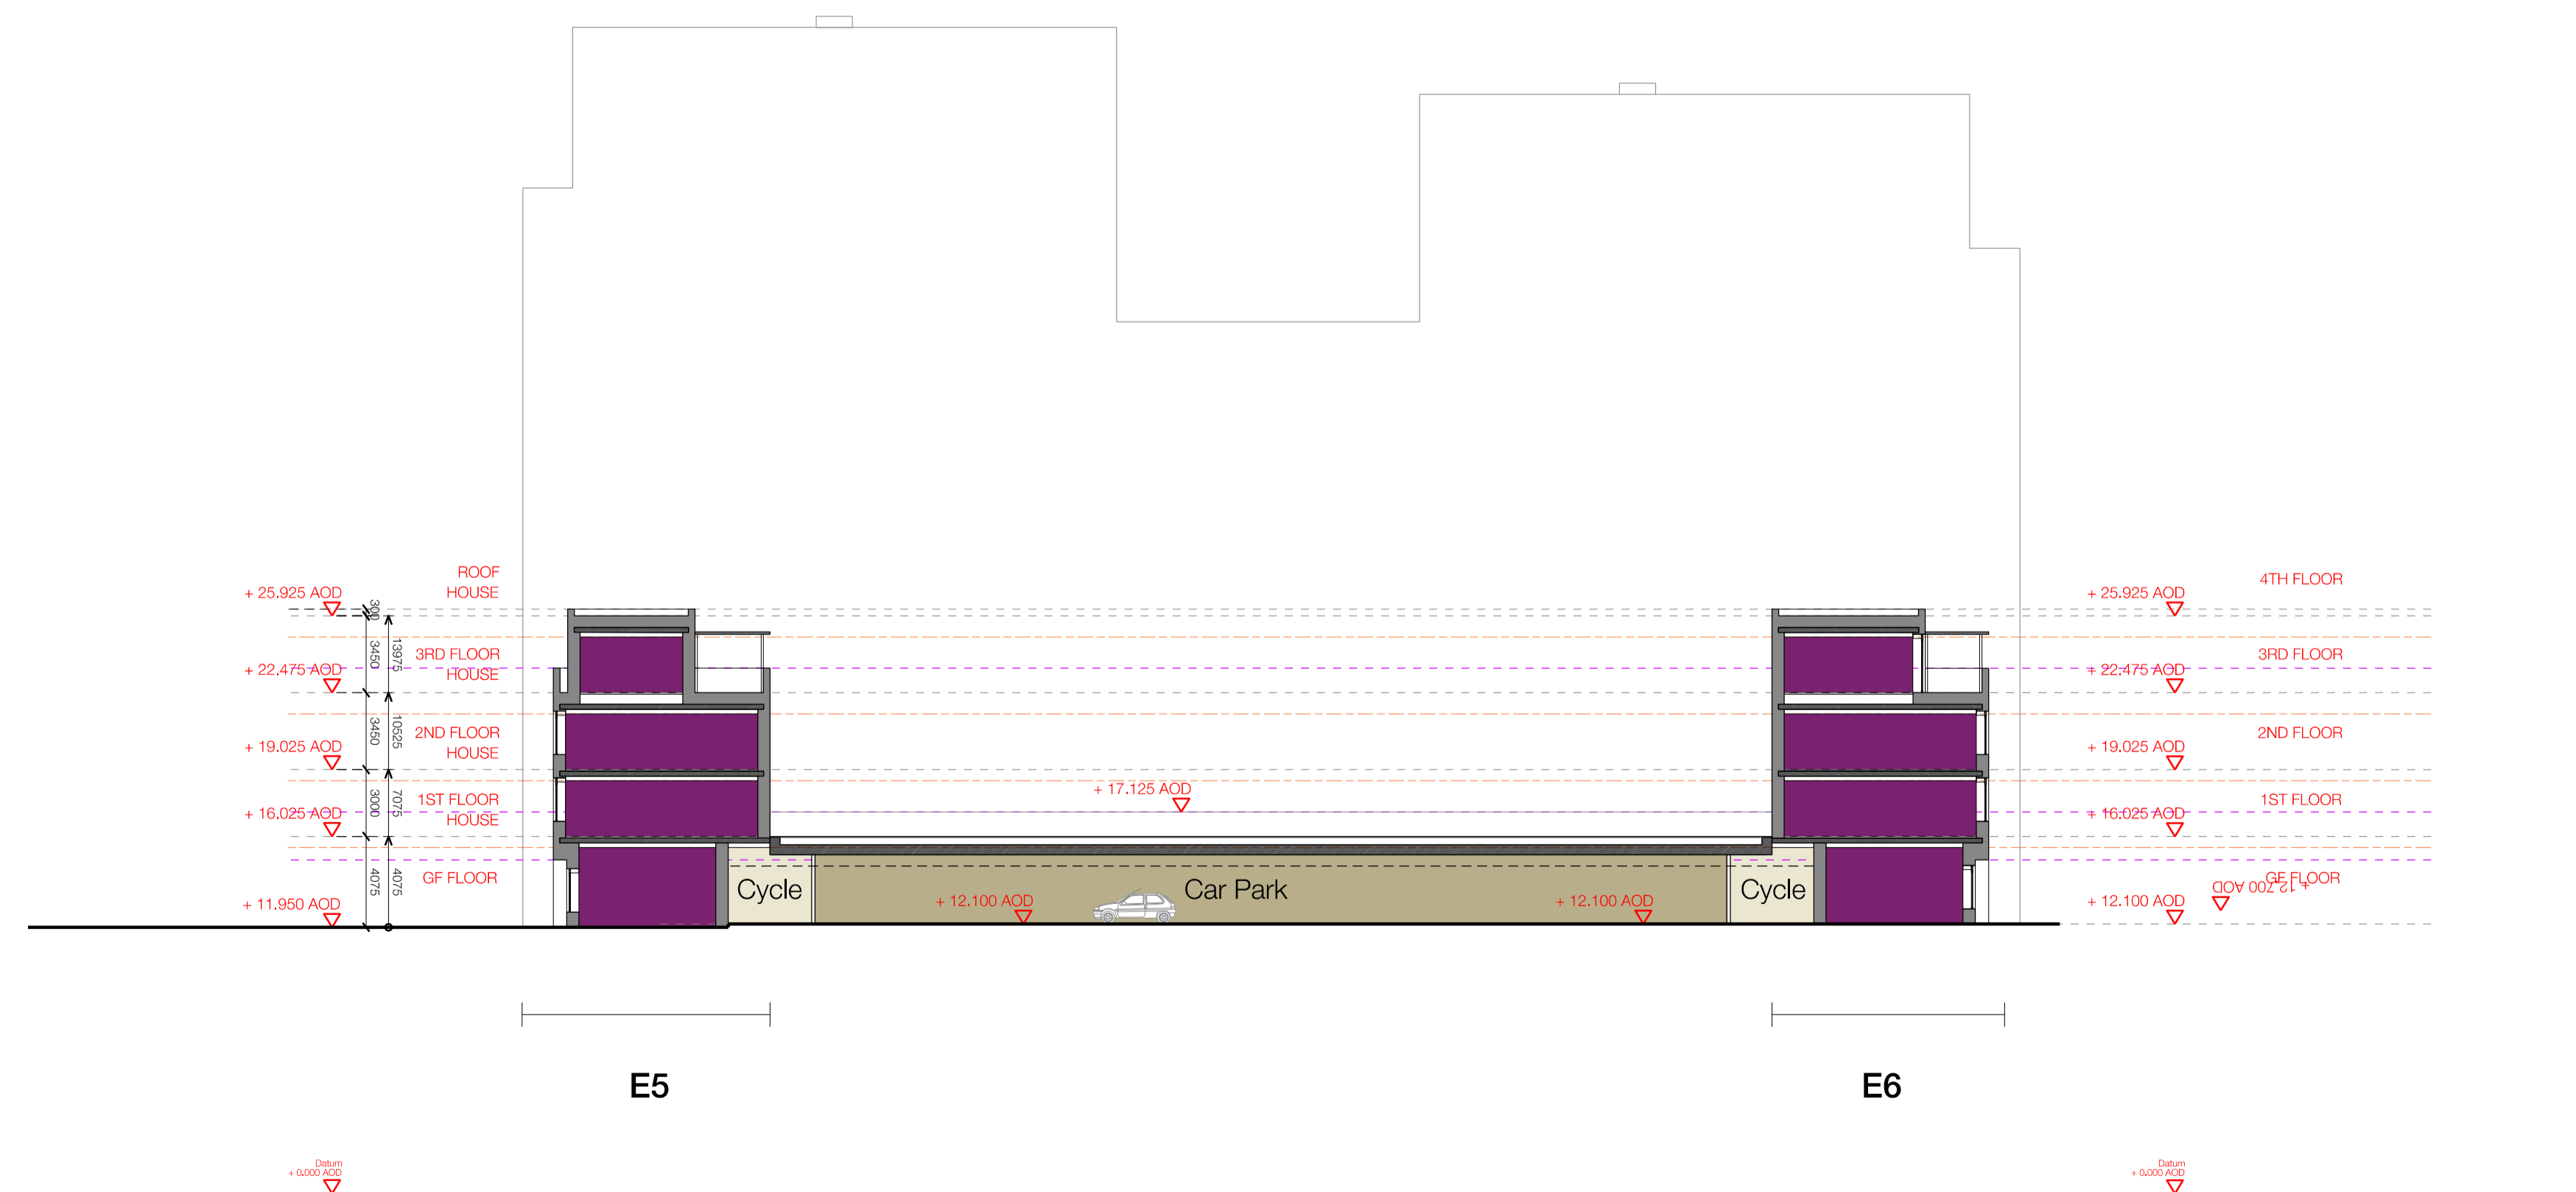 ROOF
HOUSE
+ 25.925 AOD
300
3RD FLOOR
HOUSE
+ 22.475 AOD
3450
13975
2ND FLOOR
HOUSE
+ 19.025 AOD
3450
10525
1ST FLOOR
HOUSE
+ 16.025 AOD
3000
7075
GF FLOOR
+ 11.950 AOD
4075
4075
+ 17.125 AOD
Cycle
+ 12.100 AOD
Car Park
+ 12.100 AOD
Cycle
4TH FLOOR
+ 25.925 AOD
3RD FLOOR
+ 22.475 AOD
2ND FLOOR
+ 19.025 AOD
1ST FLOOR
+ 16.025 AOD
GF FLOOR
+ 12.100 AOD
+ 12.700 AOD
E5
E6
Datum
+ 0.000 AOD
Datum
+ 0.000 AOD